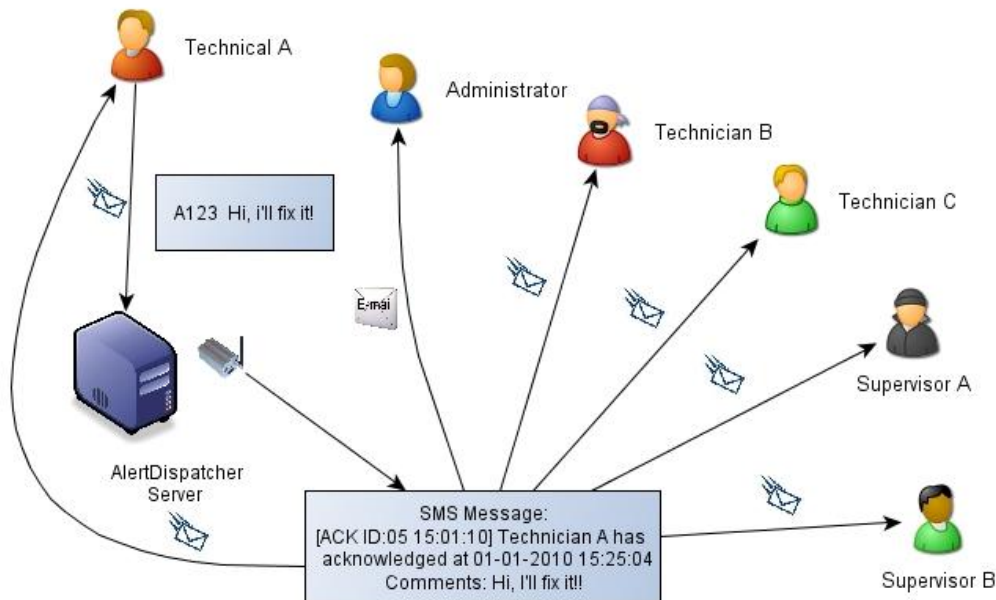 Technical A
Administrator
Technician B
A123 Hi, i'll fix it!
Technician C
E-mai
Supervisor A
AlertDispatcher
Server
SMS Message:
[ACK ID:05 15:01:10] Technician A has
acknowledged at 01-01-2010 15:25:04
Comments: Hi, I'll fix it!!
Supervisor B